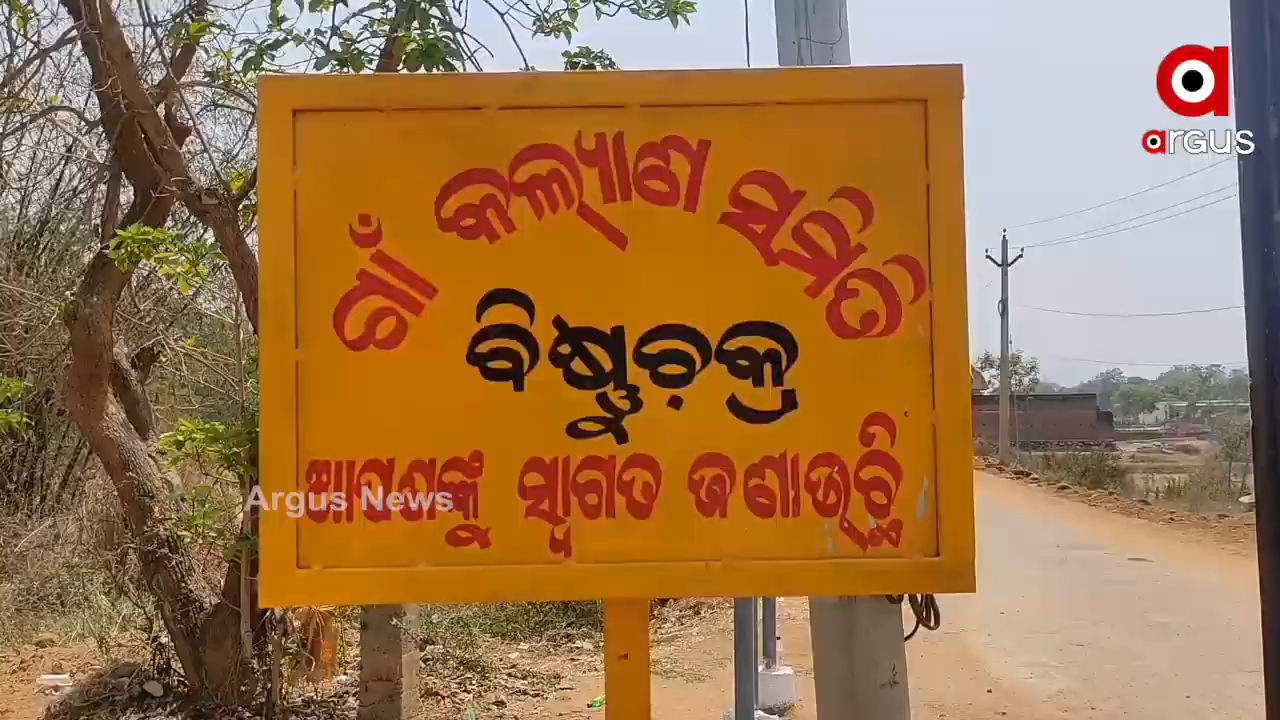 ଗାଁ କଲ୍ୟାଣ ସମିତି
ବିଷ୍ଣୁଚକ୍ର
ଆପଣଙ୍କୁ ସ୍ୱାଗତ ଜଣାଉଛି
Argus News
argus